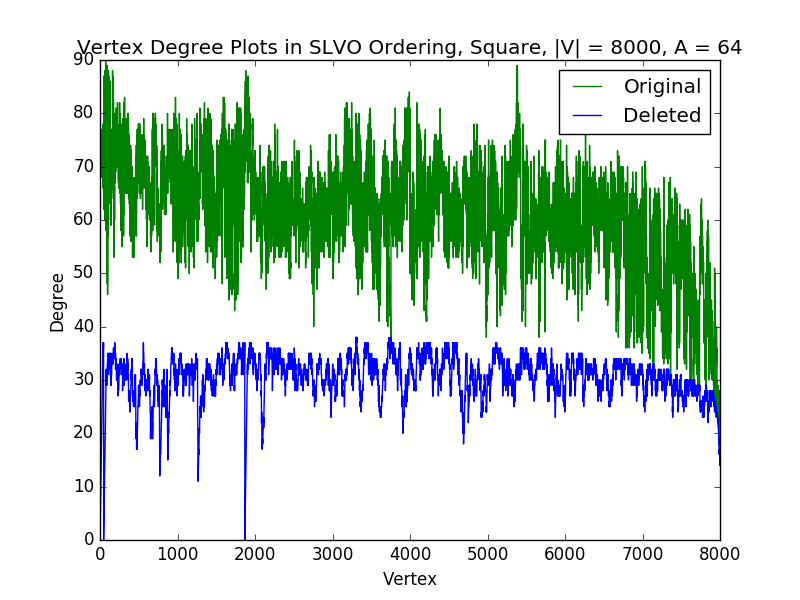 Vertex Degree Plots in SLVO Ordering, Square, |V| = 8000, A = 64
90
80
70
60
50
40
30
20
10
0
Degree
Original
Deleted
0 1000 2000 3000 4000 5000 6000 7000 8000
Vertex